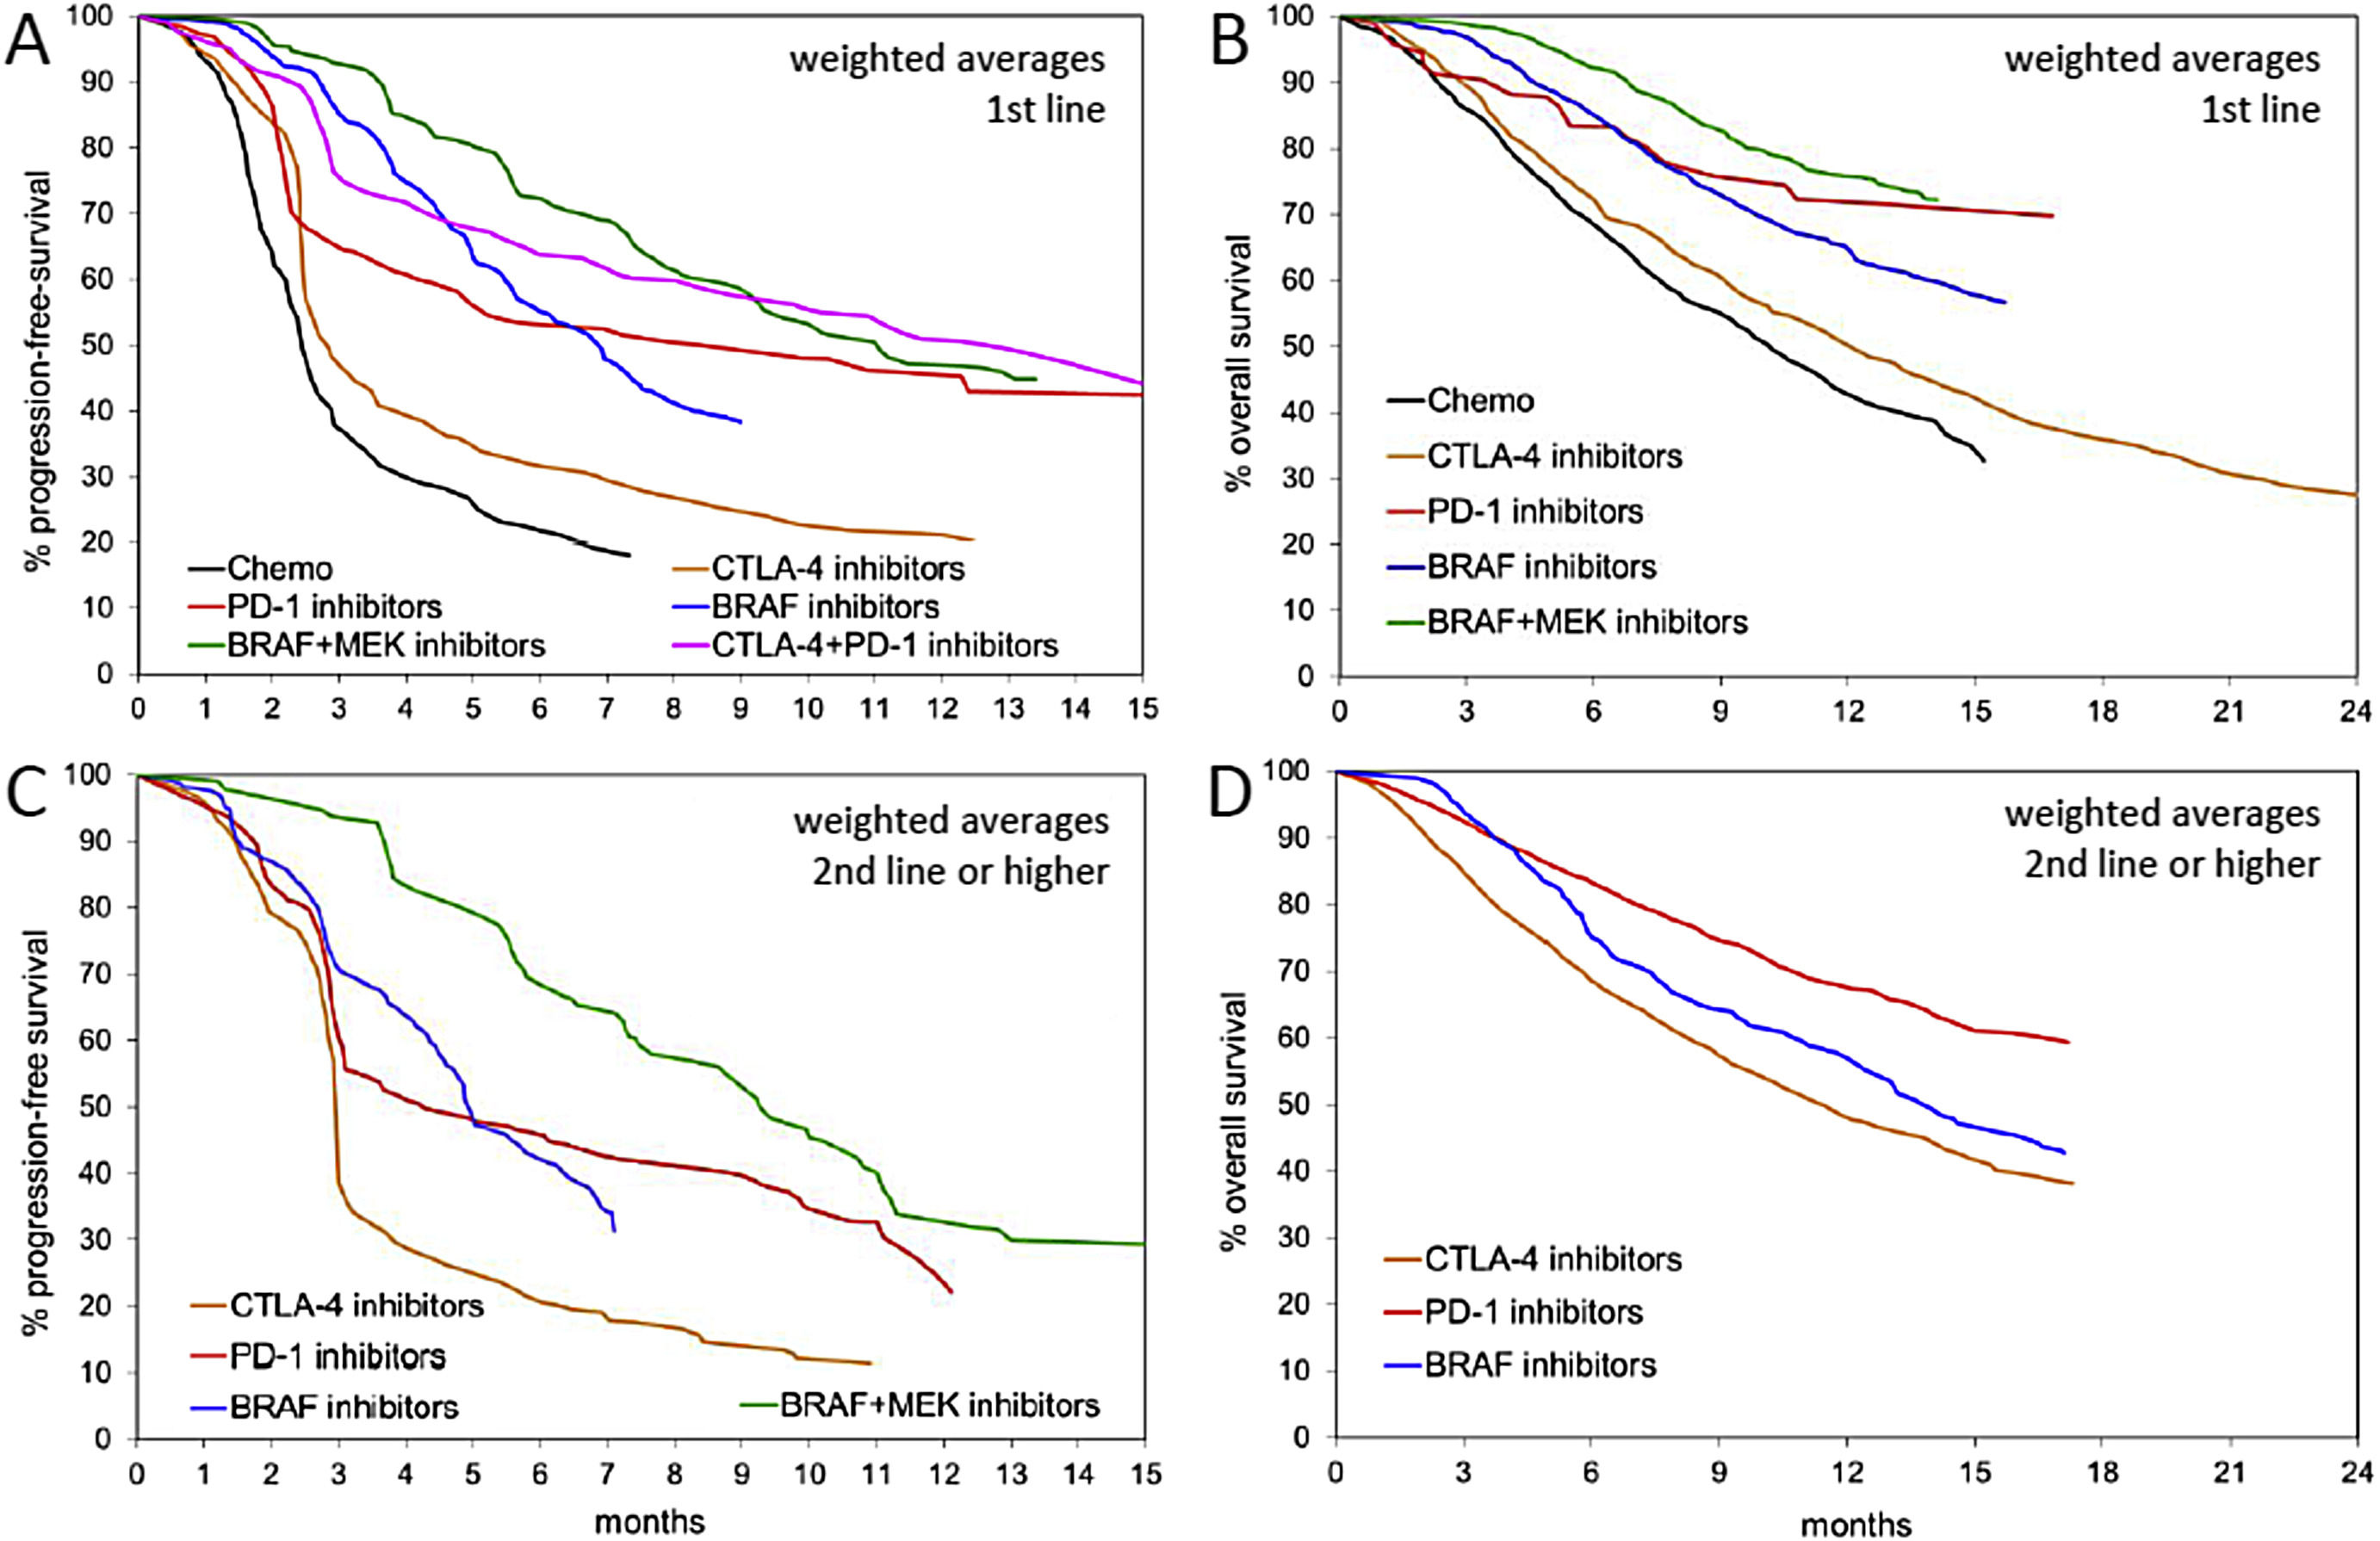 A
weighted averages
1st line
% progression-free-survival
100
90
80
70
60
50
40
30
20
10
0
Chemo
CTLA-4 inhibitors
PD-1 inhibitors
BRAF inhibitors
BRAF+MEK inhibitors
CTLA-4+PD-1 inhibitors
0 1 2 3 4 5 6 7 8 9 10 11 12 13 14 15
B
weighted averages
1st line
% overall survival
100
90
80
70
60
50
40
30
20
10
0
Chemo
CTLA-4 inhibitors
PD-1 inhibitors
BRAF inhibitors
BRAF+MEK inhibitors
0 3 6 9 12 15 18 21 24
C
weighted averages
2nd line or higher
% progression-free survival
100
90
80
70
60
50
40
30
20
10
0
CTLA-4 inhibitors
PD-1 inhibitors
BRAF inhibitors
BRAF+MEK inhibitors
0 1 2 3 4 5 6 7 8 9 10 11 12 13 14 15
months
D
weighted averages
2nd line or higher
% overall survival
100
90
80
70
60
50
40
30
20
10
0
CTLA-4 inhibitors
PD-1 inhibitors
BRAF inhibitors
0 3 6 9 12 15 18 21 24
months